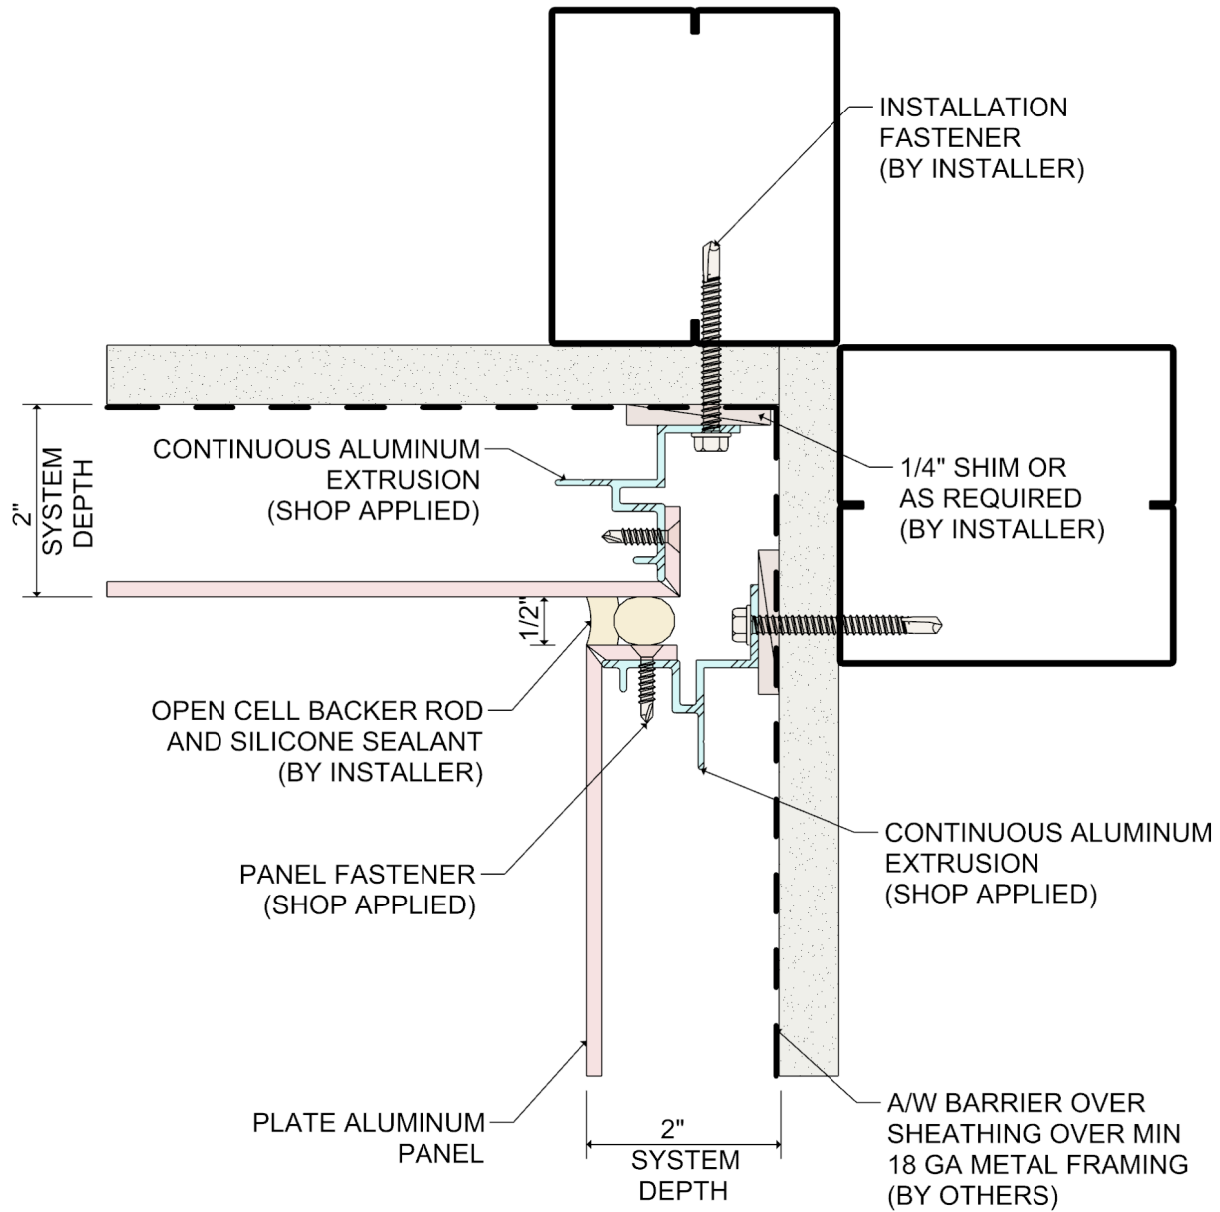 INSTALLATION
FASTENER
(BY INSTALLER)
CONTINUOUS ALUMINUM
EXTRUSION
(SHOP APPLIED)
2"
SYSTEM
DEPTH
1/4" SHIM OR
AS REQUIRED
(BY INSTALLER)
1/2"
OPEN CELL BACKER ROD
AND SILICONE SEALANT
(BY INSTALLER)
PANEL FASTENER
(SHOP APPLIED)
CONTINUOUS ALUMINUM
EXTRUSION
(SHOP APPLIED)
PLATE ALUMINUM
PANEL
2"
SYSTEM
DEPTH
A/W BARRIER OVER
SHEATHING OVER MIN
18 GA METAL FRAMING
(BY OTHERS)